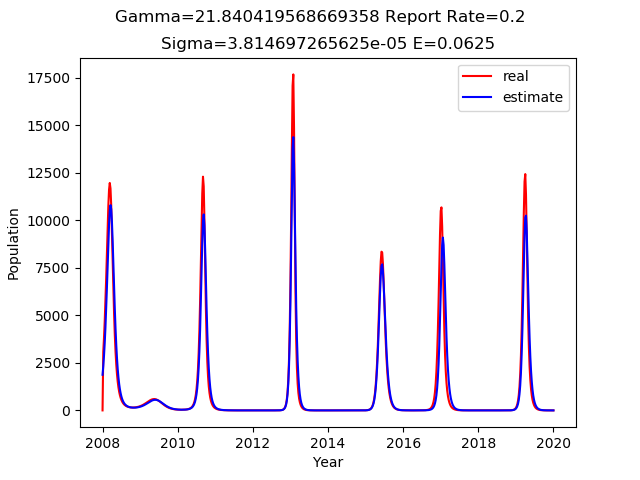 Gamma=21.840419568669358 Report Rate=0.2
Sigma=3.814697265625e-05 E=0.0625
real
estimate
17500
15000
12500
10000
7500
5000
2500
0
Population
2008 2010 2012 2014 2016 2018 2020
Year